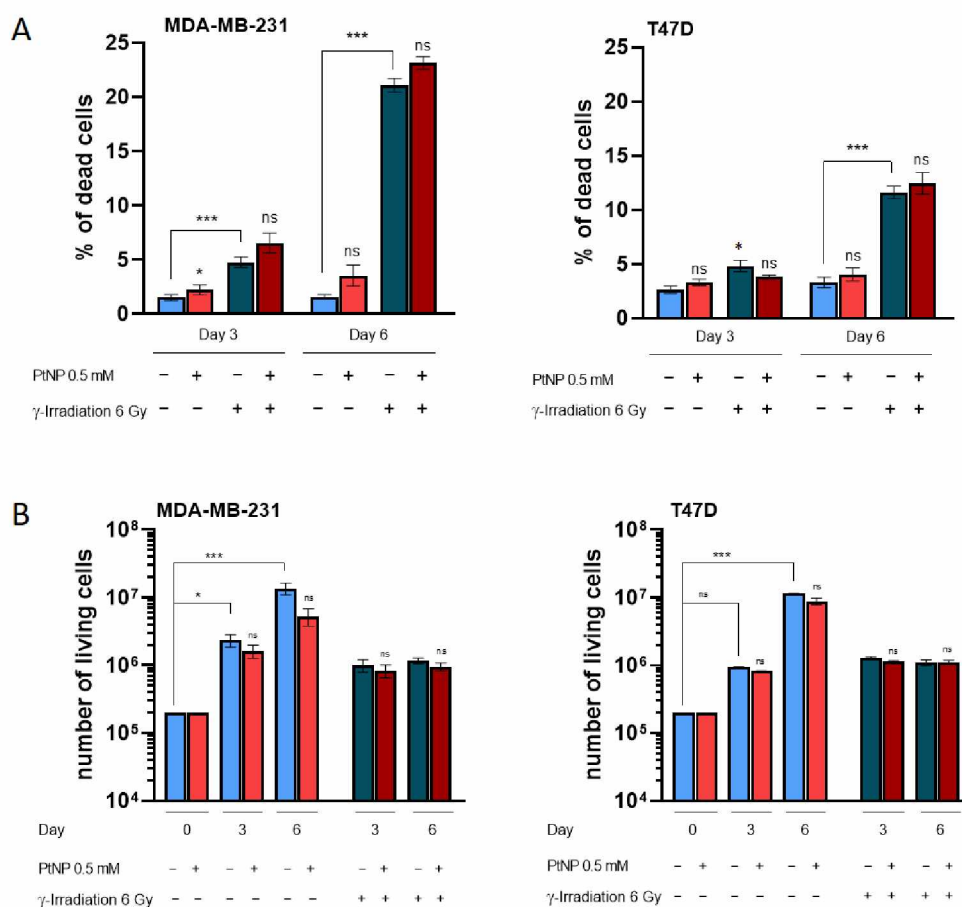 A
MDA-MB-231
% of dead cells
25
20
15
10
5
0
*
***
ns
ns
***
ns
Day 3
Day 6
PtNP 0.5 mM
– + – + – + – +
γ-Irradiation 6 Gy
– – + + – – + +
T47D
% of dead cells
25
20
15
10
5
0
ns
*
ns
ns
***
ns
Day 3
Day 6
PtNP 0.5 mM
– + – + – + – +
γ-Irradiation 6 Gy
– – + + – – + +
B
MDA-MB-231
number of living cells
10⁸
10⁷
10⁶
10⁵
10⁴
***
*
ns
ns
ns
ns
Day
0 3 6 3 6
PtNP 0.5 mM
– + – + – + – + – +
γ-Irradiation 6 Gy
– – – – – – + + + +
T47D
number of living cells
10⁸
10⁷
10⁶
10⁵
10⁴
***
ns
ns
ns
ns
ns
Day
0 3 6 3 6
PtNP 0.5 mM
– + – + – + – + – +
γ-Irradiation 6 Gy
– – – – – – + + + +